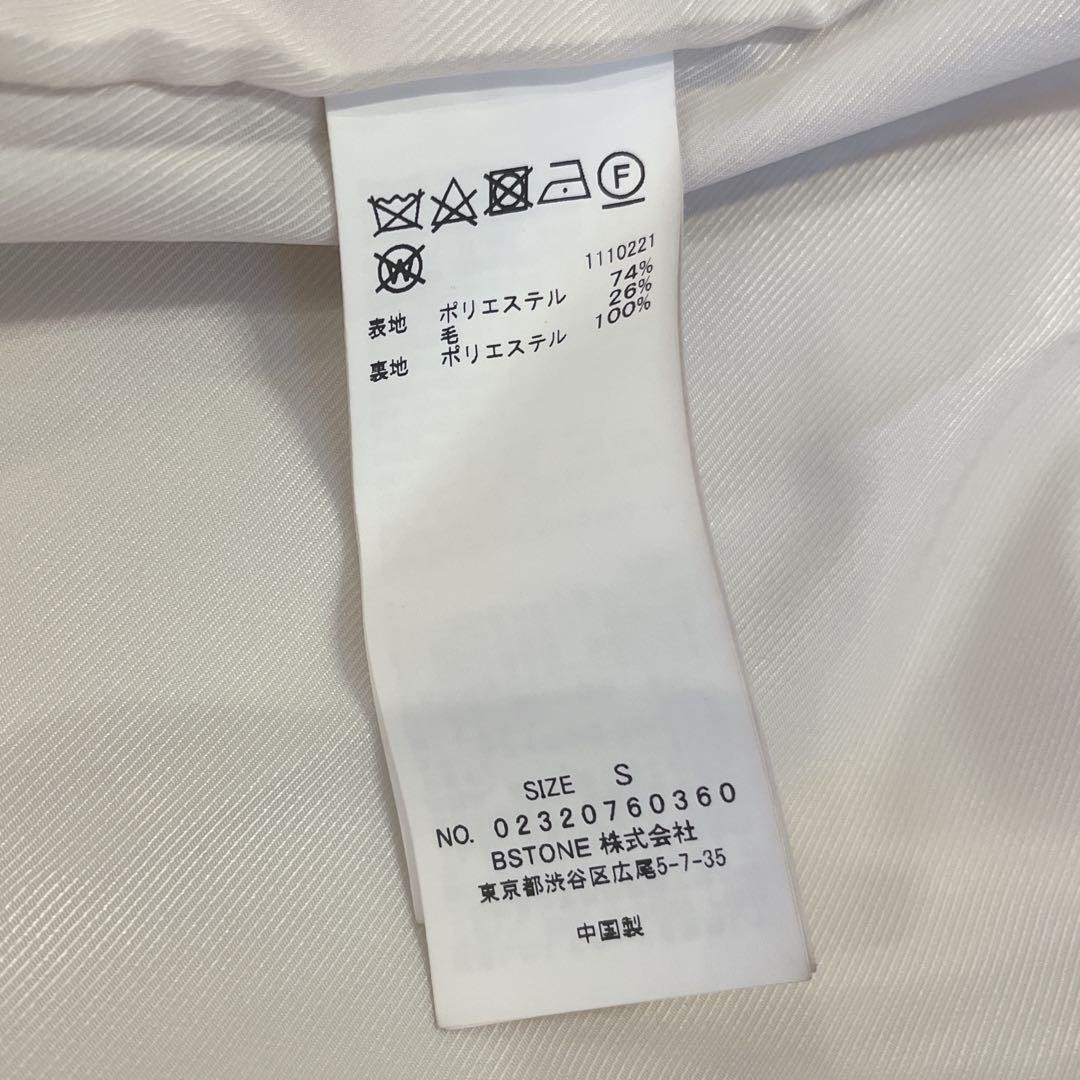 F
W
1110221
表地 ポリエステル 74%
毛 26%
裏地 ポリエステル 100%
SIZE S
NO. 02320760360
BSTONE 株式会社
東京都渋谷区広尾5-7-35
中国製